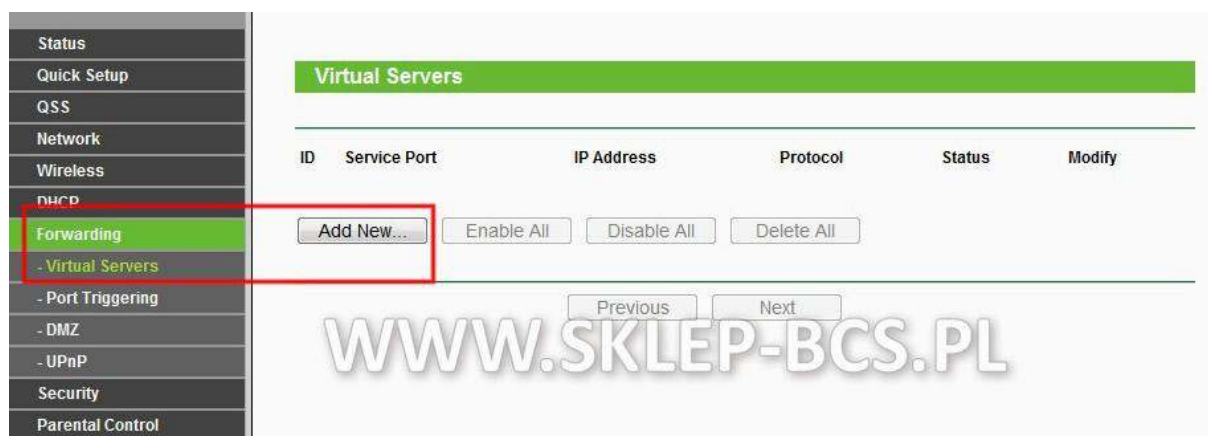 Status
Quick Setup
QSS
Network
Wireless
DHCP
Forwarding
- Virtual Servers
- Port Triggering
- DMZ
- UPnP
Security
Parental Control
Virtual Servers
ID Service Port IP Address Protocol Status Modify
Add New... Enable All Disable All Delete All
Previous Next
WWW.SKLEP-BCS.PL